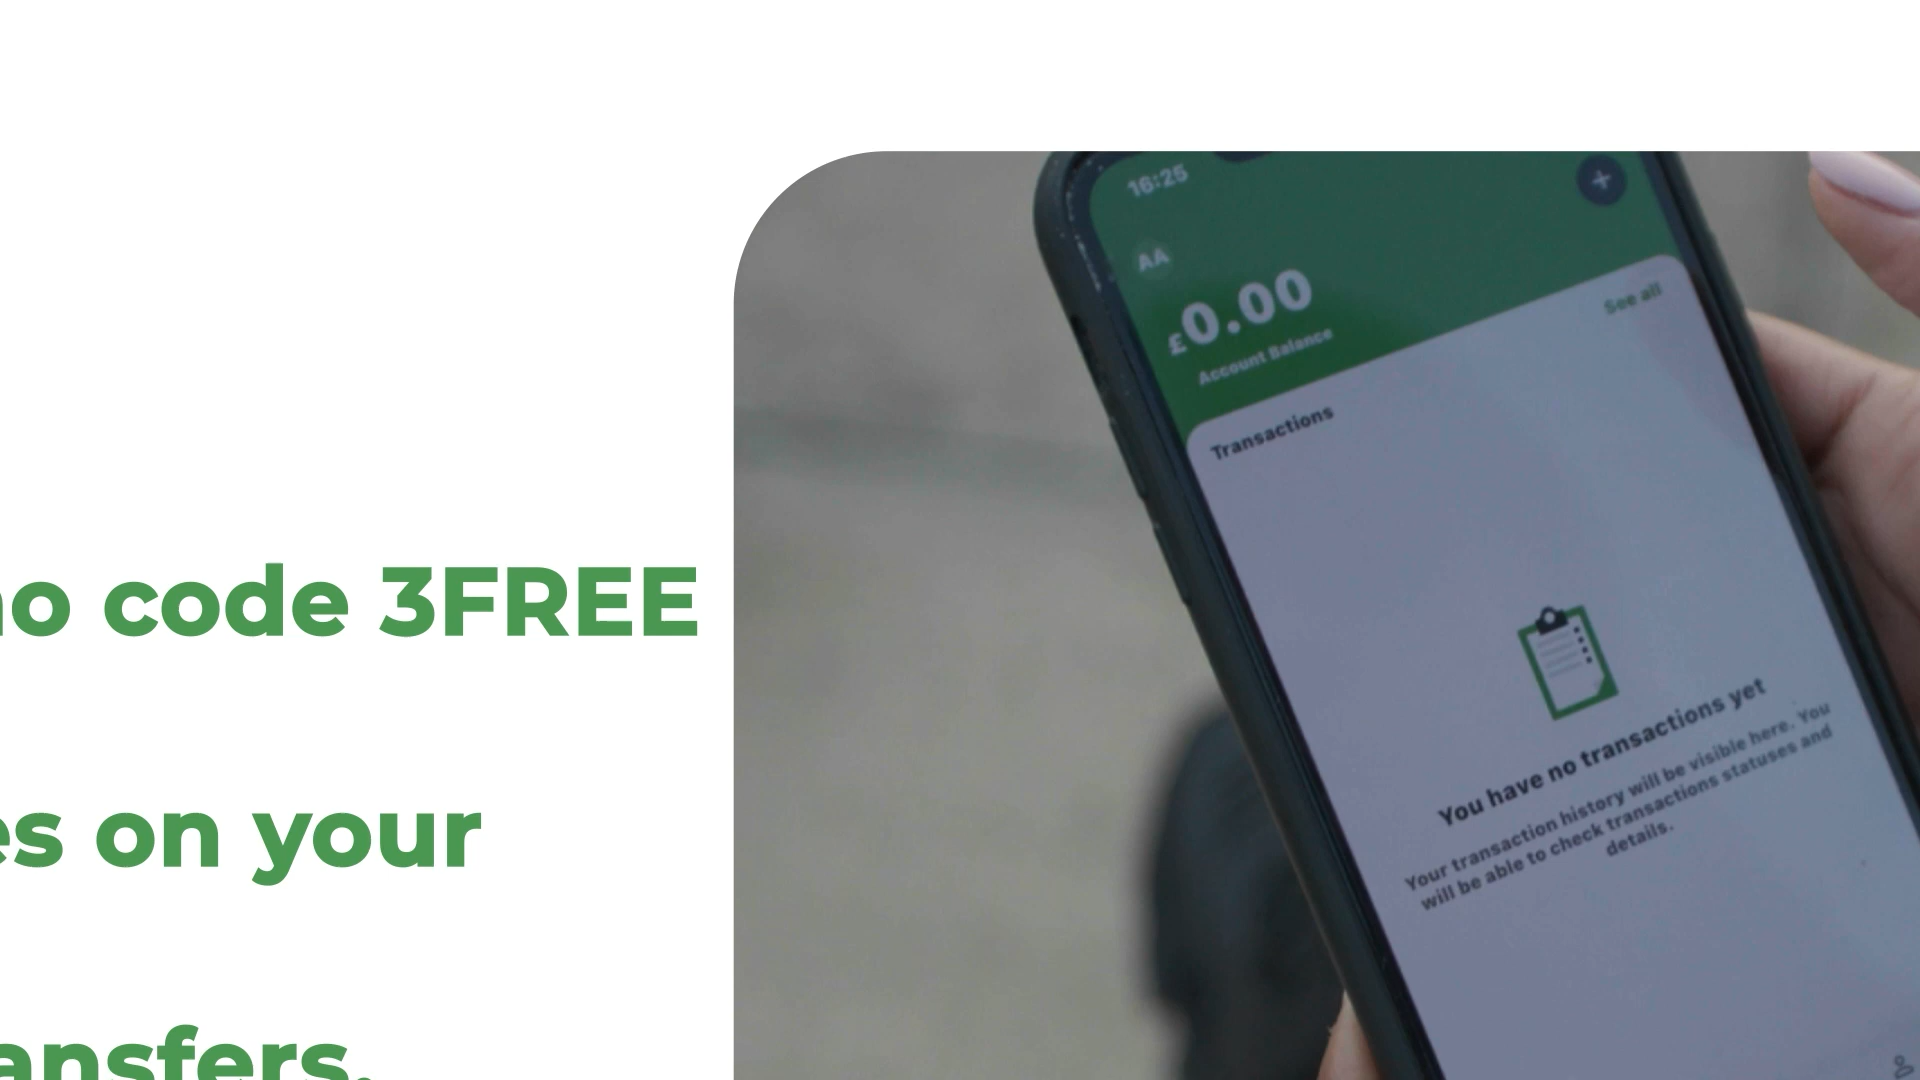 no code 3FREE
es on your
ansfers.
16:25
AA
£0.00
Account Balance
See all
Transactions
You have no transactions yet
Your transaction history will be visible here. You
will be able to check transactions statuses and
details.